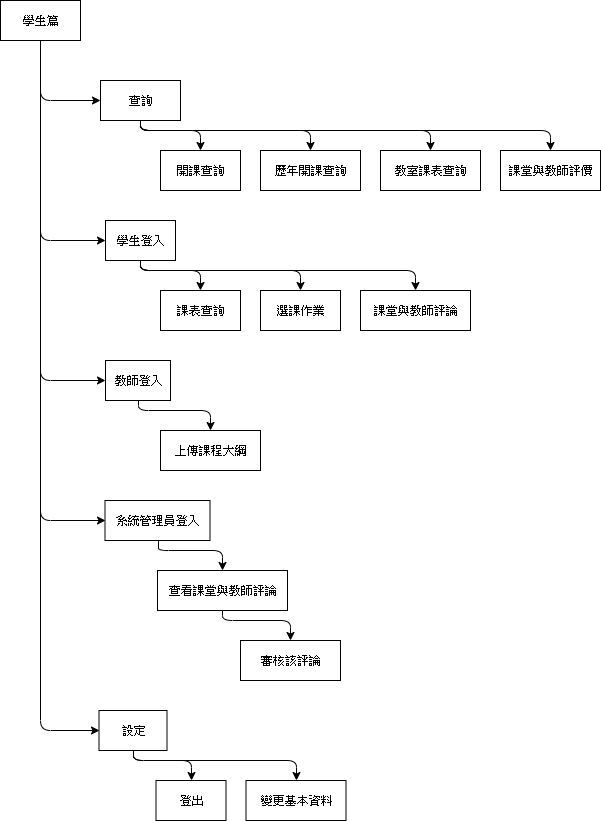 學生篇
查詢
開課查詢
歷年開課查詢
教室課表查詢
課堂與教師評價
學生登入
課表查詢
選課作業
課堂與教師評論
教師登入
上傳課程大綱
系統管理員登入
查看課堂與教師評論
審核該評論
設定
登出
變更基本資料